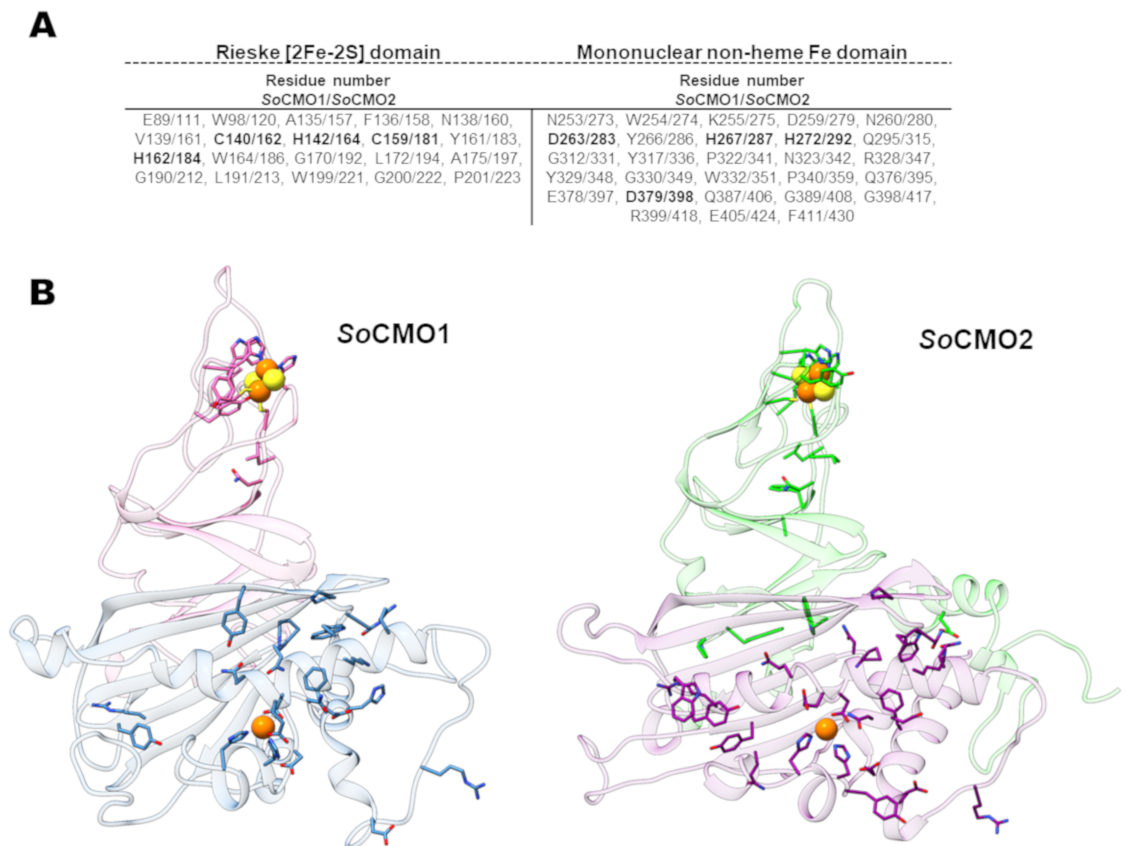 A
Rieske [2Fe-2S] domain
Residue number
SoCMO1/SoCMO2
E89/111, W98/120, A135/157, F136/158, N138/160,
V139/161, C140/162, H142/164, C159/181, Y161/183,
H162/184, W164/186, G170/192, L172/194, A175/197,
G190/212, L191/213, W199/221, G200/222, P201/223
Mononuclear non-heme Fe domain
Residue number
SoCMO1/SoCMO2
N253/273, W254/274, K255/275, D259/279, N260/280,
D263/283, Y266/286, H267/287, H272/292, Q295/315,
G312/331, Y317/336, P322/341, N323/342, R328/347,
Y329/348, G330/349, W332/351, P340/359, Q376/395,
E378/397, D379/398, Q387/406, G389/408, G398/417,
R399/418, E405/424, F411/430
B
SoCMO1
SoCMO2